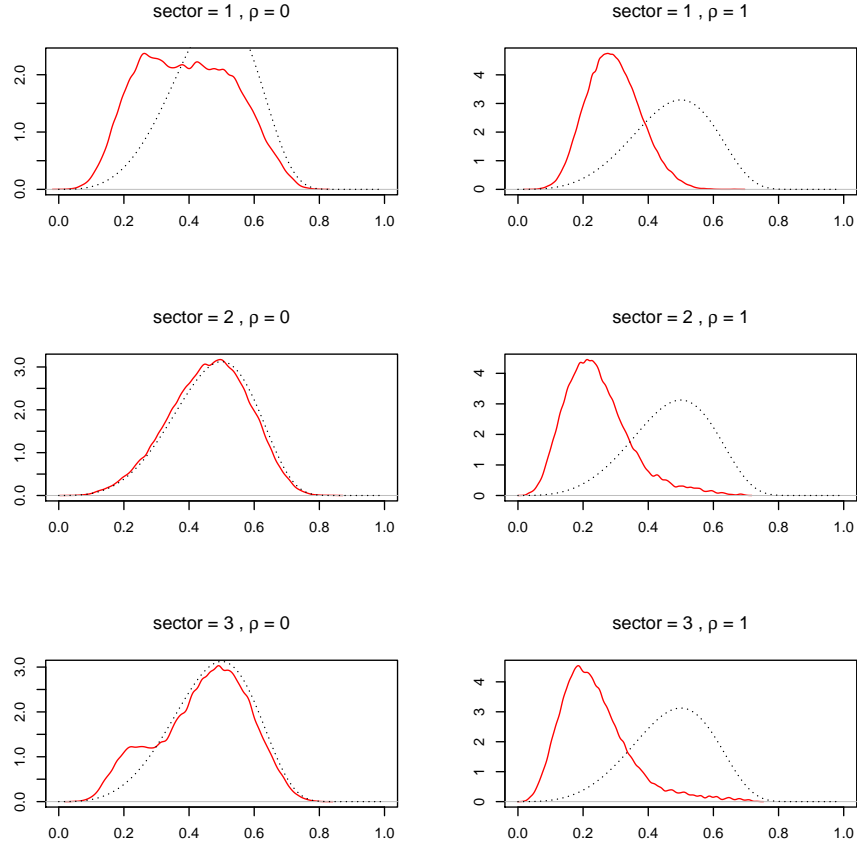 sector = 1 , ρ = 0
2.0
1.0
0.0
0.0 0.2 0.4 0.6 0.8 1.0
sector = 1 , ρ = 1
4
3
2
1
0
0.0 0.2 0.4 0.6 0.8 1.0
sector = 2 , ρ = 0
3.0
2.0
1.0
0.0
0.0 0.2 0.4 0.6 0.8 1.0
sector = 2 , ρ = 1
4
3
2
1
0
0.0 0.2 0.4 0.6 0.8 1.0
sector = 3 , ρ = 0
3.0
2.0
1.0
0.0
0.0 0.2 0.4 0.6 0.8 1.0
sector = 3 , ρ = 1
4
3
2
1
0
0.0 0.2 0.4 0.6 0.8 1.0